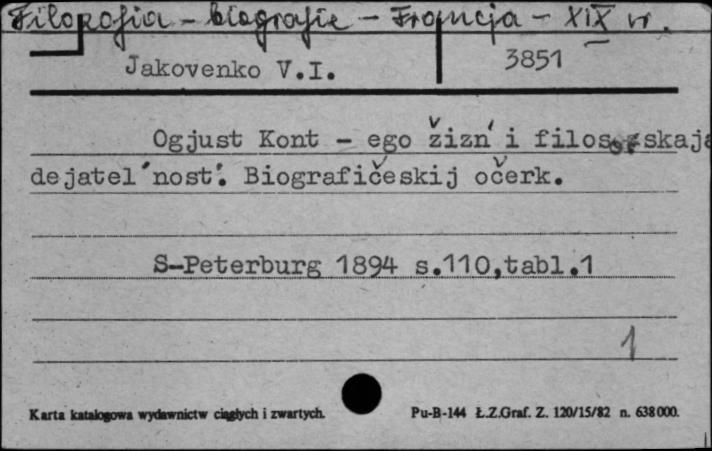 Filozofia - biografie - Francja - XIX w.
Jakovenko V.I. 3851
Ogjust Kont - ego žizń i filosofskaja
dejatel´nost´. Biografičeskij očerk.
S-Peterburg 1894 s.110,tabl.1
1
Karta katalogowa wydawnictw ciągłych i zwartych. Pu-B-144 Ł.Z.Graf. Z. 120/15/82 n. 638000.